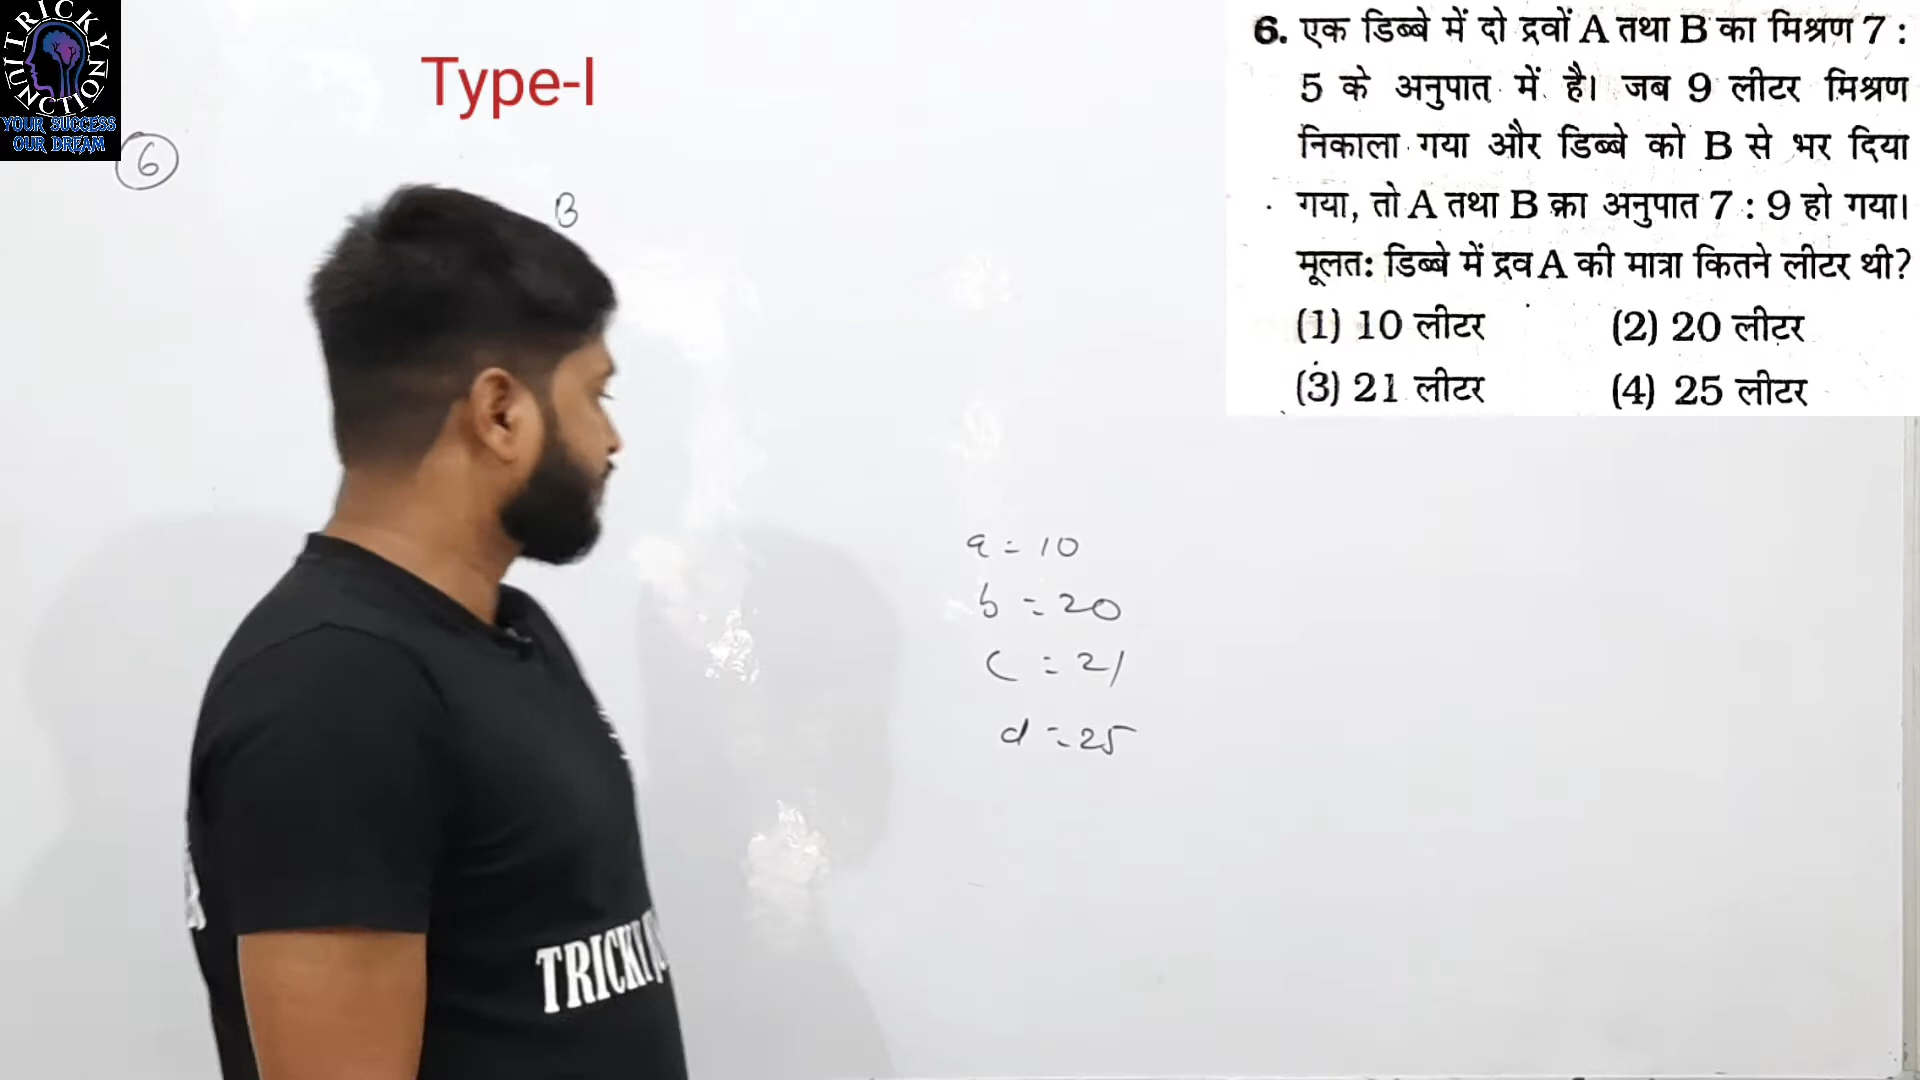 TRICKY NON JUNCTION
YOUR SUCCESS
OUR DREAM
Type-I
6
B
6. एक डिब्बे में दो द्रवों A तथा B का मिश्रण 7 :
5 के अनुपात में है। जब 9 लीटर मिश्रण
निकाला गया और डिब्बे को B से भर दिया
गया, तो A तथा B का अनुपात 7 : 9 हो गया।
मूलत: डिब्बे में द्रव A की मात्रा कितने लीटर थी?
(1) 10 लीटर (2) 20 लीटर
(3) 21 लीटर (4) 25 लीटर
a = 10
b = 20
c = 21
d = 25